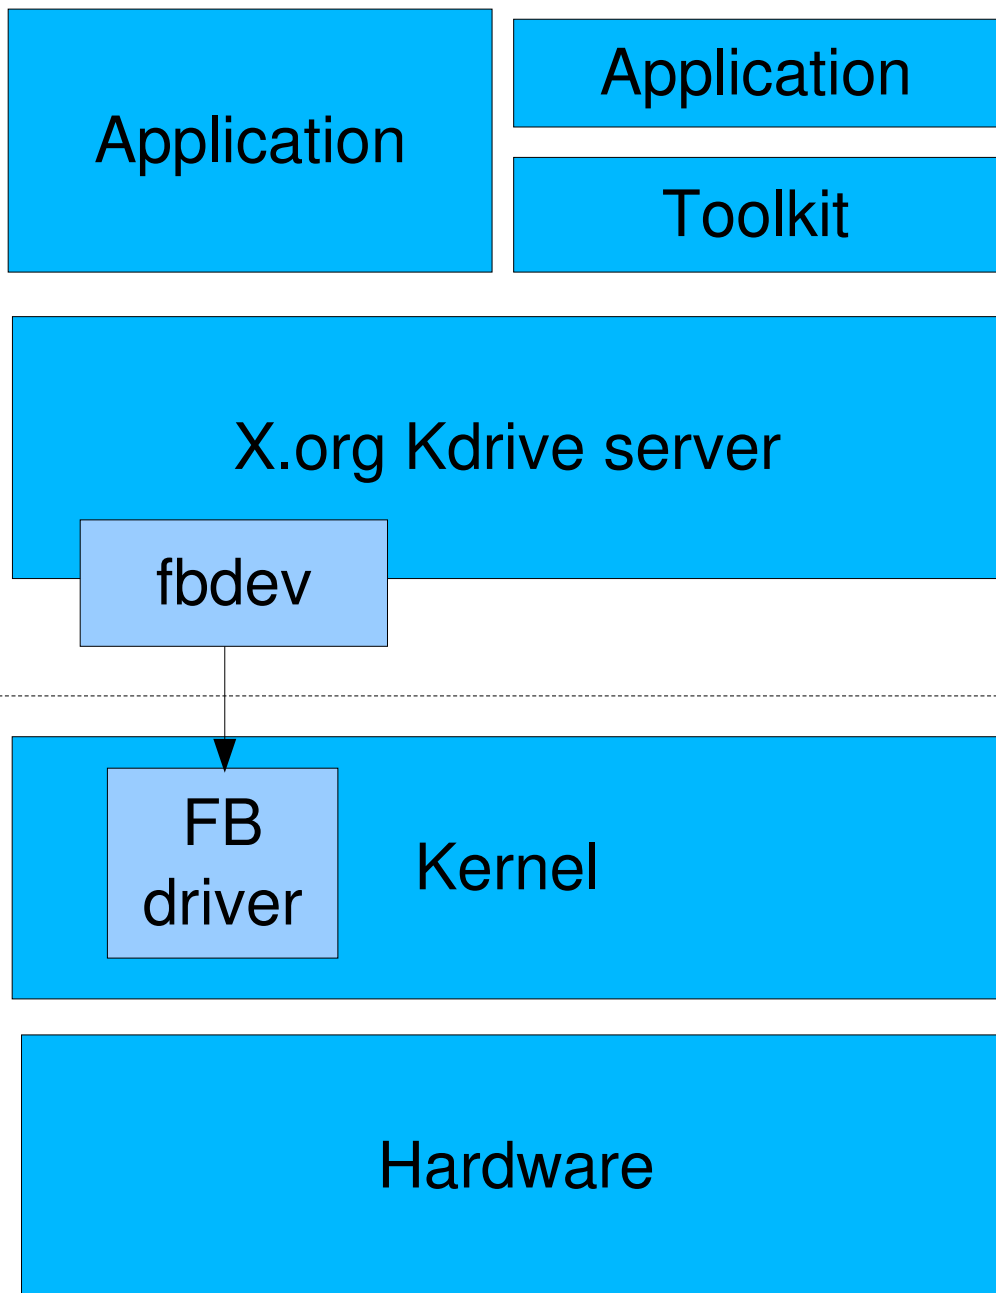 Application
Application
Toolkit
X.org Kdrive server
fbdev
FB
driver
Kernel
Hardware